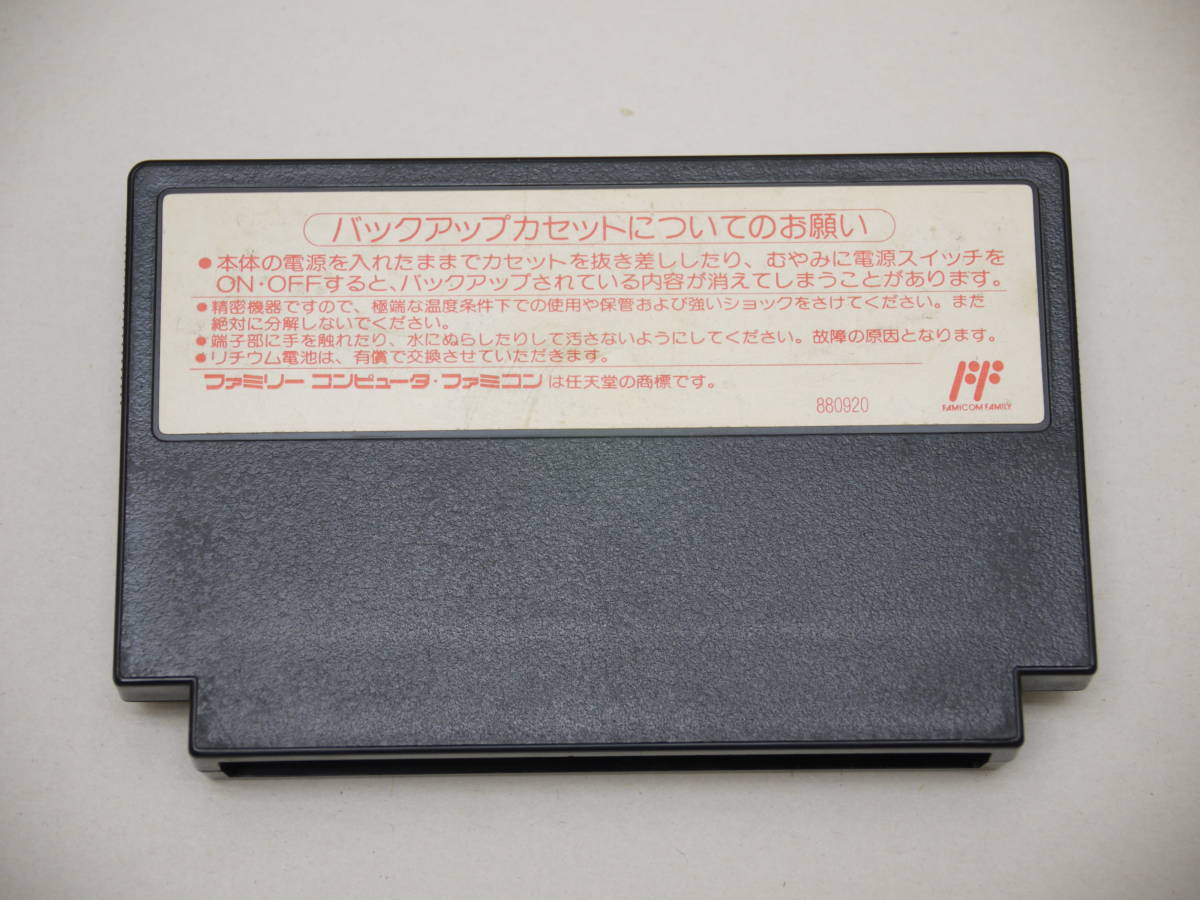 バックアップカセットについてのお願い
●本体の電源を入れたままでカセットを抜き差ししたり、むやみに電源スイッチを
ON・OFFすると、バックアップされている内容が消えてしまうことがあります。
●精密機器ですので、極端な温度条件下での使用や保管および強いショックをさけてください。また
絶対に分解しないでください。
●端子部に手を触れたり、水にぬらしたりして汚さないようにしてください。故障の原因となります。
●リチウム電池は、有償で交換させていただきます。
ファミリー コンピュータ・ファミコンは任天堂の商標です。
880920
FAMICOM FAMILY